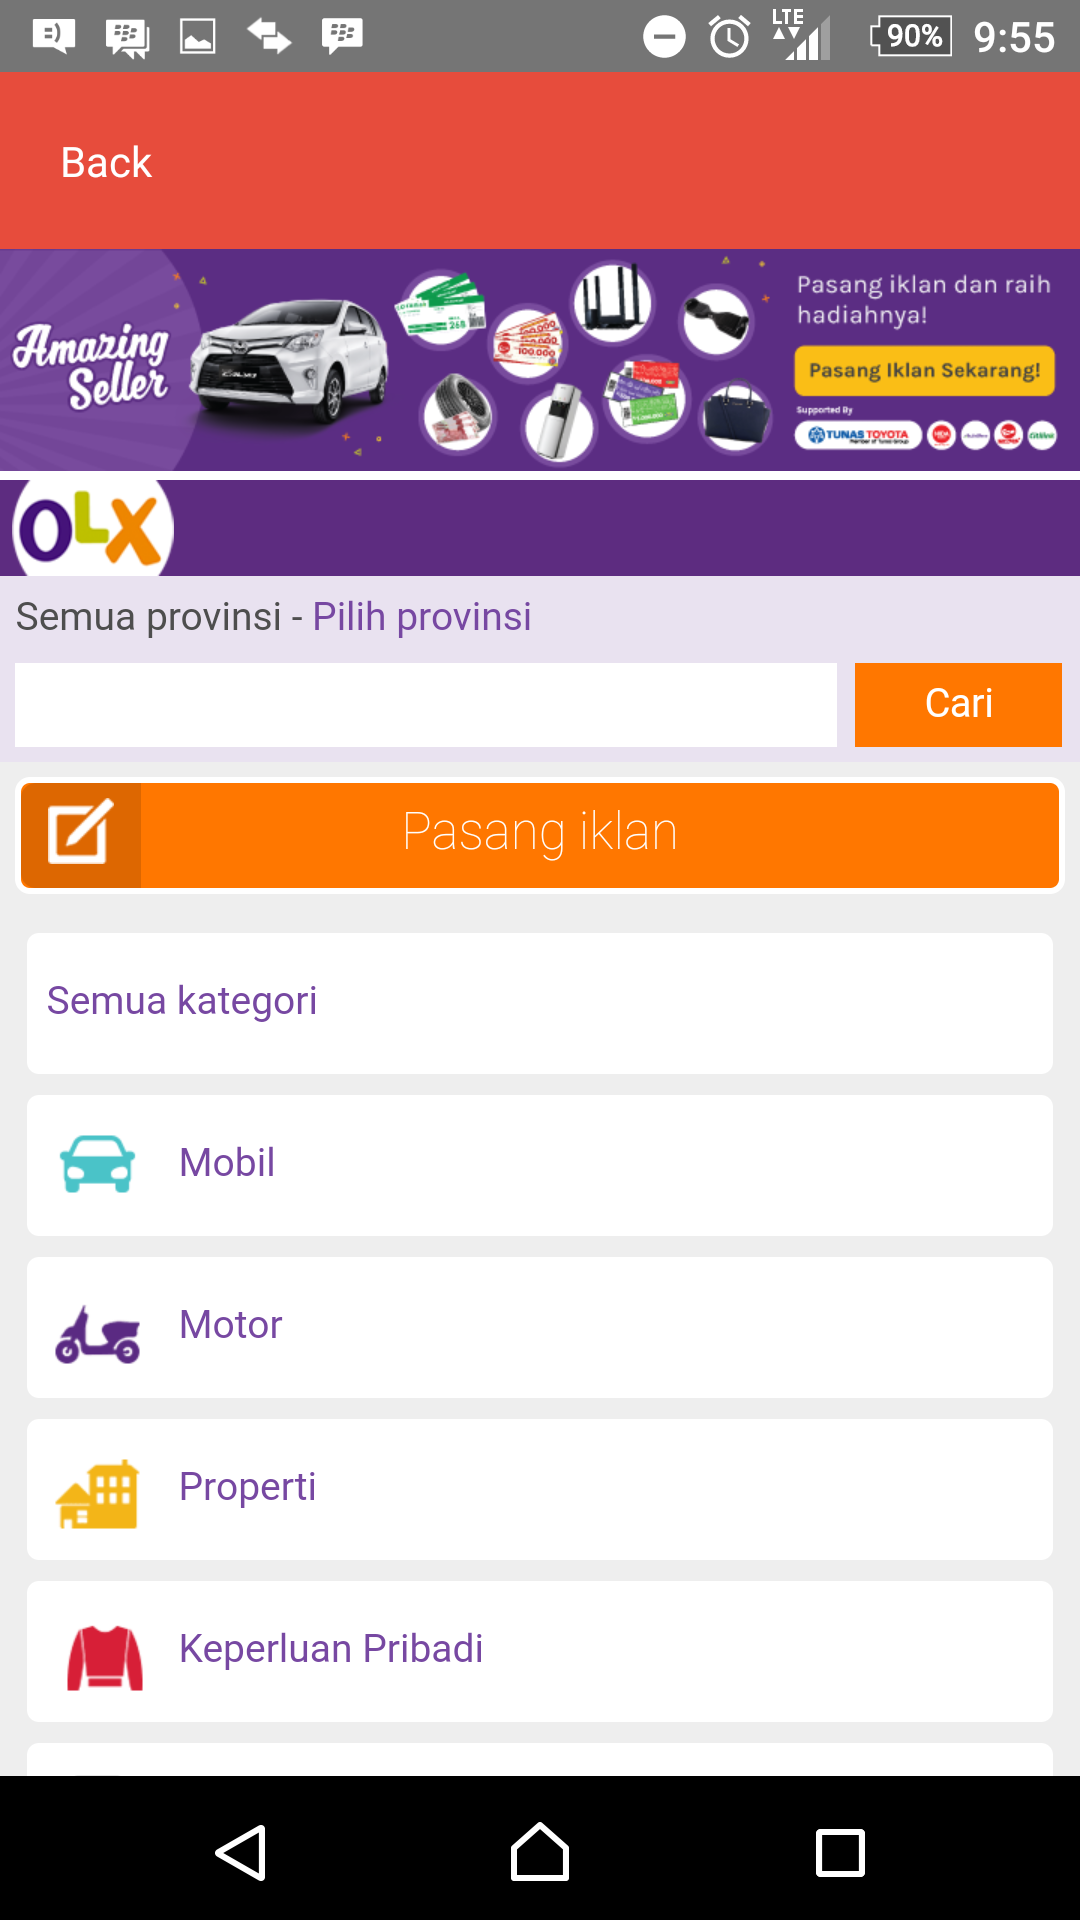 LTE
90%
9:55
Back
Amazing
Seller
Pasang iklan dan raih
hadiahnya!
Pasang Iklan Sekarang!
Supported By
TUNAS TOYOTA
OLX
Semua provinsi - Pilih provinsi
Cari
Pasang iklan
Semua kategori
Mobil
Motor
Properti
Keperluan Pribadi